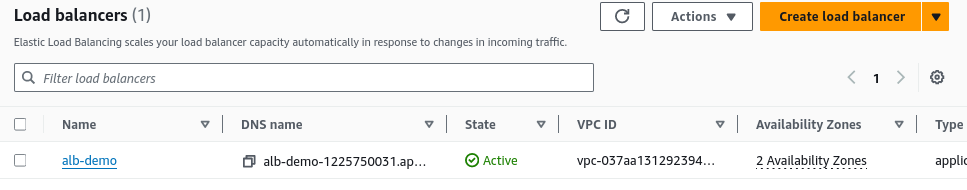 Load balancers (1)
Actions
Create load balancer
Elastic Load Balancing scales your load balancer capacity automatically in response to changes in incoming traffic.
Filter load balancers
1
Name DNS name State VPC ID Availability Zones Type
alb-demo alb-demo-1225750031.ap... Active vpc-037aa131292394... 2 Availability Zones applic